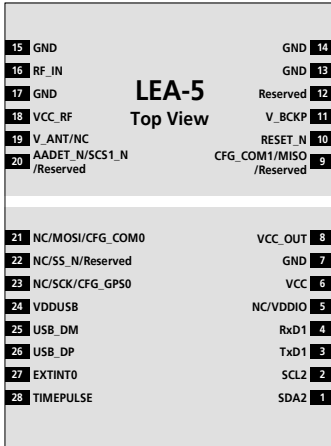 15 GND GND 14
16 RF_IN GND 13
17 GND LEA-5 Reserved 12
18 VCC_RF Top View V_BCKP 11
19 V_ANT/NC RESET_N 10
20 AADET_N/SCS1_N /Reserved CFG_COM1/MISO /Reserved 9
21 NC/MOSI/CFG_COM0 VCC_OUT 8
22 NC/SS_N/Reserved GND 7
23 NC/SCK/CFG_GPS0 VCC 6
24 VDDUSB NC/VDDIO 5
25 USB_DM RxD1 4
26 USB_DP TxD1 3
27 EXTINT0 SCL2 2
28 TIMEPULSE SDA2 1